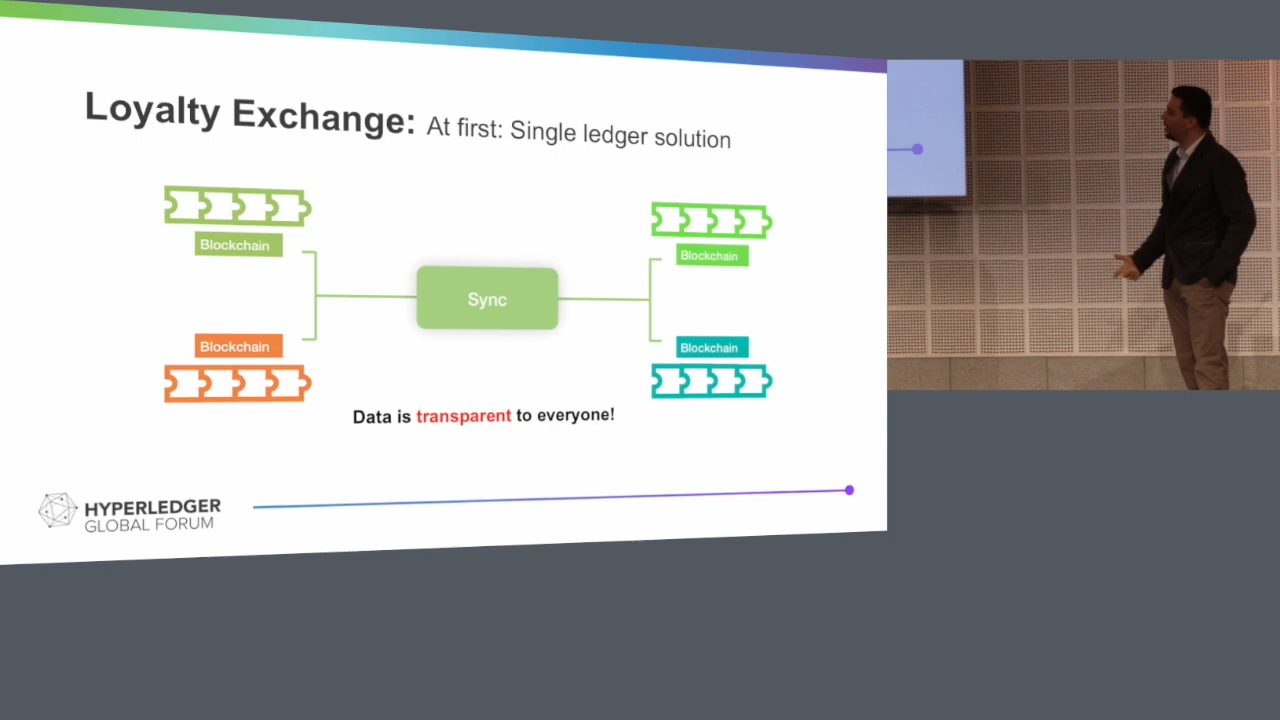 Loyalty Exchange: At first: Single ledger solution
Blockchain
Blockchain
Sync
Blockchain
Blockchain
Data is transparent to everyone!
HYPERLEDGER
GLOBAL FORUM